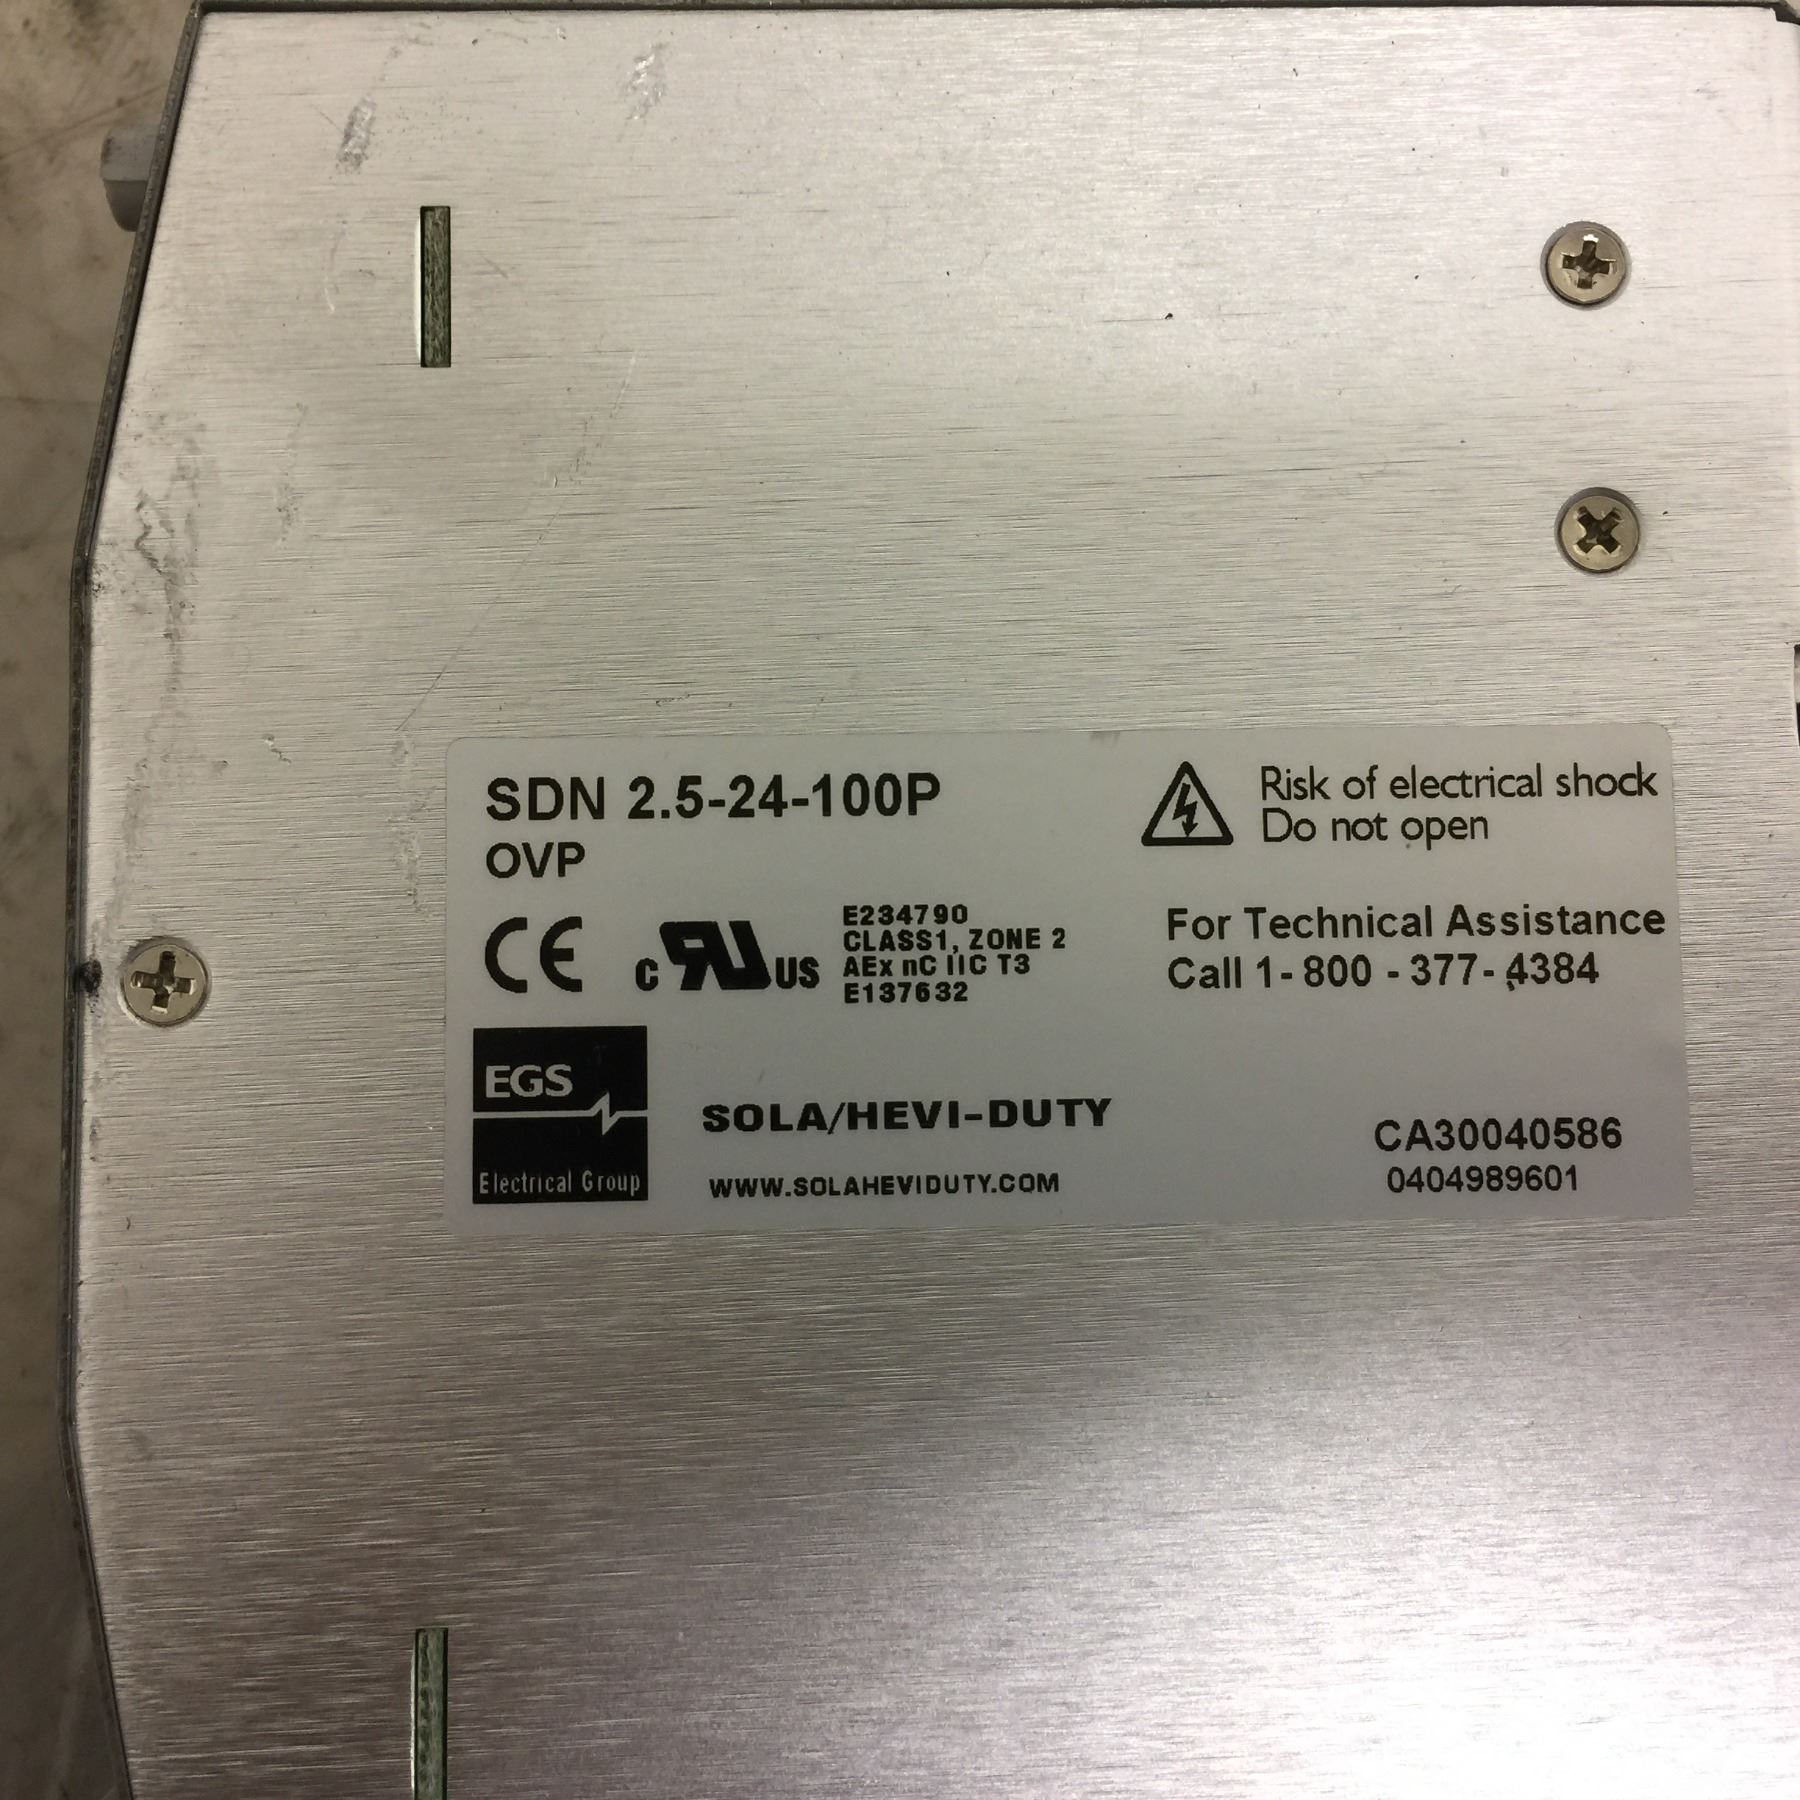 SDN 2.5-24-100P
OVP
Risk of electrical shock
Do not open
CE
c RU US
E234790
CLASS1, ZONE 2
AEx nC IIC T3
E137632
For Technical Assistance
Call 1-800-377-4384
EGS
Electrical Group
SOLA/HEVI-DUTY
WWW.SOLAHEVIDUTY.COM
CA30040586
0404989601